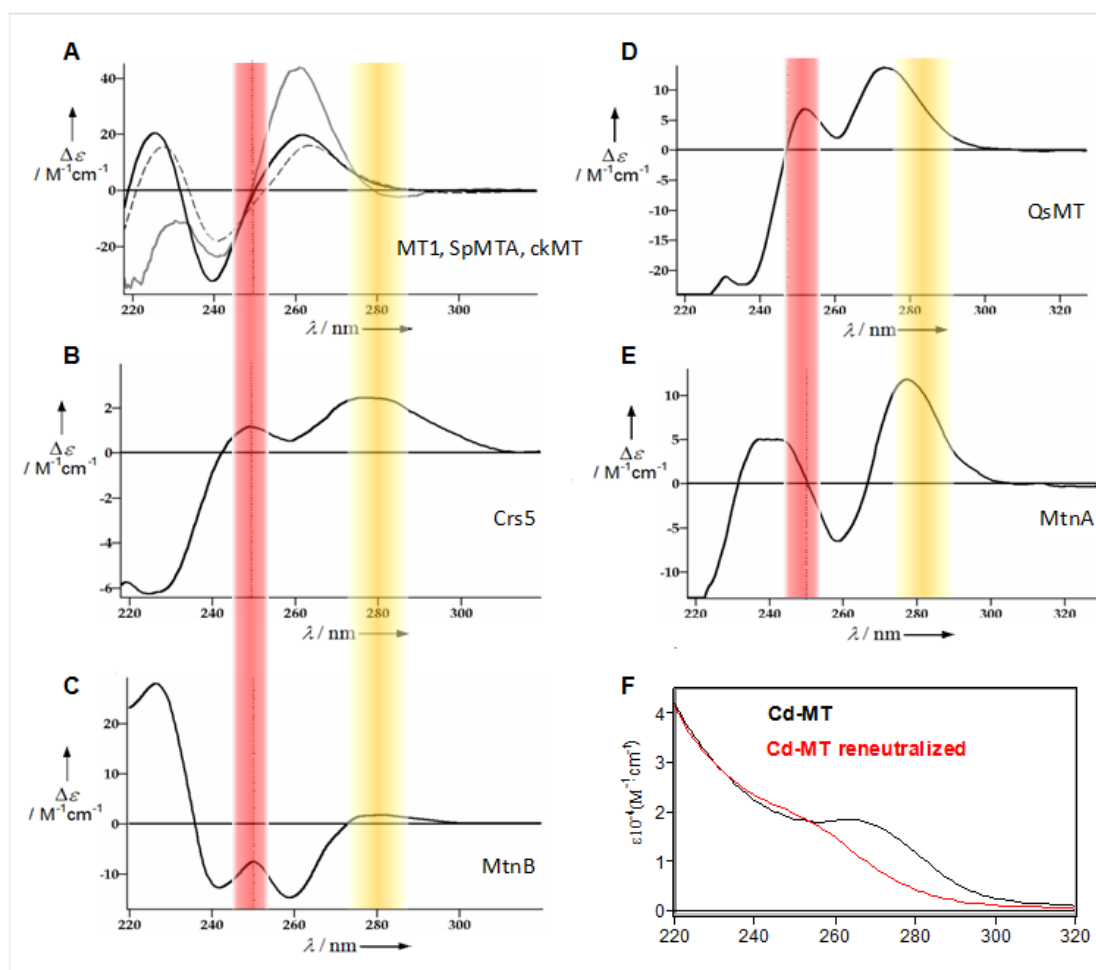 A
40
20
0
-20
Δε
/ M⁻¹cm⁻¹
MT1, SpMTA, ckMT
220 240 260 280 300
λ / nm
B
2
0
-2
-4
-6
Δε
/ M⁻¹cm⁻¹
Crs5
220 240 260 280 300
λ / nm
C
20
10
0
-10
Δε
/ M⁻¹cm⁻¹
MtnB
220 240 260 280 300
λ / nm
D
10
5
0
-5
-10
-15
-20
Δε
/ M⁻¹cm⁻¹
QsMT
220 240 260 280 300 320
λ / nm
E
10
5
0
-5
-10
Δε
/ M⁻¹cm⁻¹
MtnA
220 240 260 280 300 320
λ / nm
F
4
3
2
1
0
ε10⁻⁴(M⁻¹ cm⁻¹)
Cd-MT
Cd-MT reneutralized
220 240 260 280 300 320